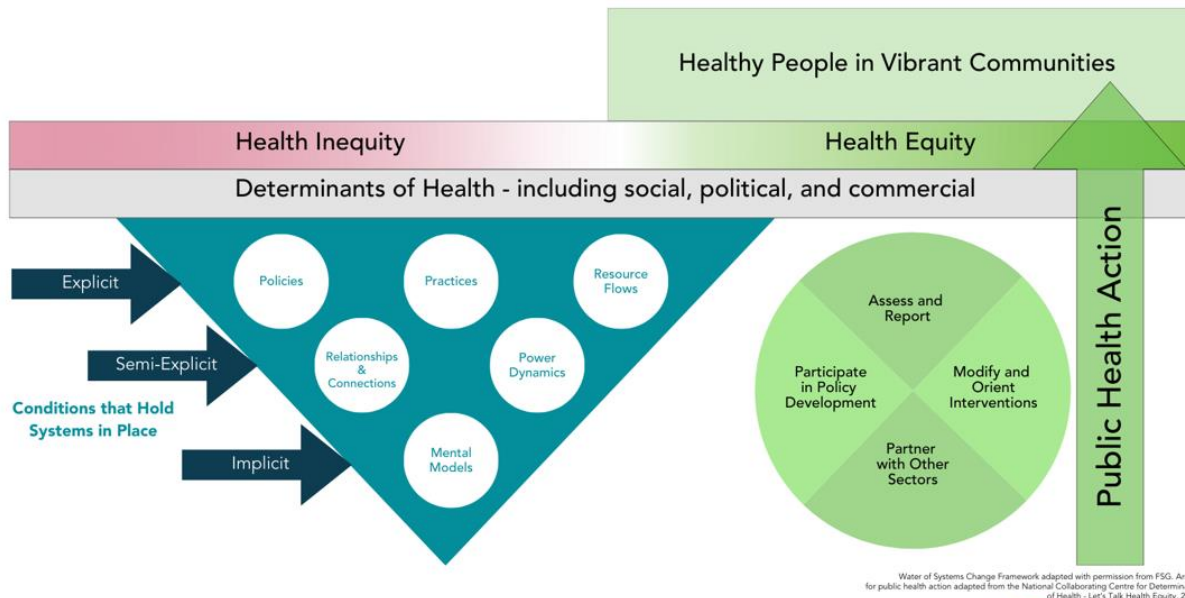 Healthy People in Vibrant Communities
Health Inequity
Health Equity
Determinants of Health - including social, political, and commercial
Explicit
Policies
Practices
Resource
Flows
Semi-Explicit
Relationships
&
Connections
Power
Dynamics
Conditions that Hold
Systems in Place
Implicit
Mental
Models
Assess and
Report
Participate
in Policy
Development
Modify and
Orient
Interventions
Partner
with Other
Sectors
Public Health Action
Water of Systems Change Framework adapted with permission from FSG.
for public health action adapted from the National Collaborating Centre for
of Health - Let's Talk Health Equity,